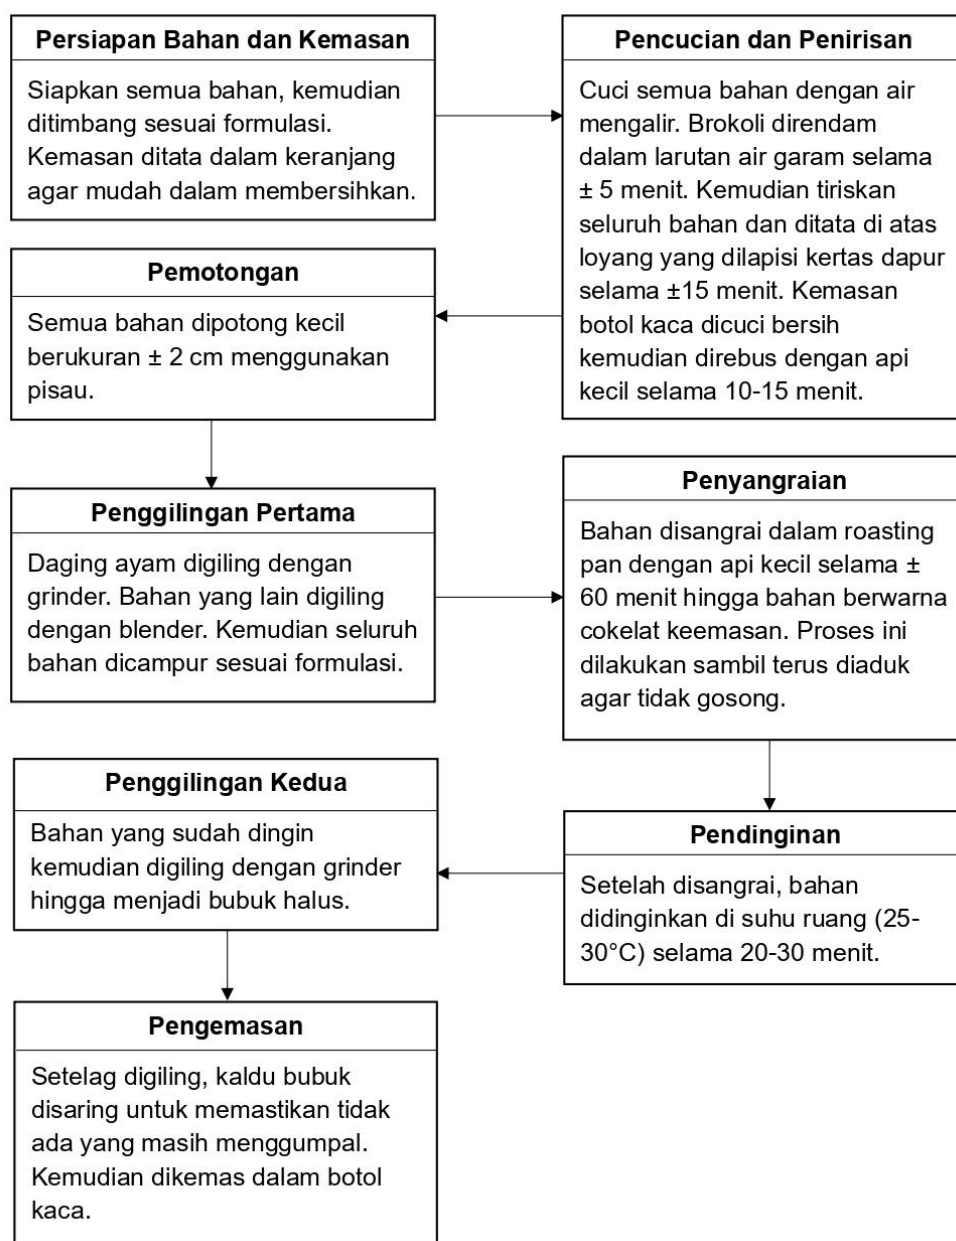 Persiapan Bahan dan Kemasan
Siapkan semua bahan, kemudian
ditimbang sesuai formulasi.
Kemasan ditata dalam keranjang
agar mudah dalam membersihkan.
Pencucian dan Penirisan
Cuci semua bahan dengan air
mengalir. Brokoli direndam
dalam larutan air garam selama
± 5 menit. Kemudian tiriskan
seluruh bahan dan ditata di atas
loyang yang dilapisi kertas dapur
selama ±15 menit. Kemasan
botol kaca dicuci bersih
kemudian direbus dengan api
kecil selama 10-15 menit.
Pemotongan
Semua bahan dipotong kecil
berukuran ± 2 cm menggunakan
pisau.
Penggilingan Pertama
Daging ayam digiling dengan
grinder. Bahan yang lain digiling
dengan blender. Kemudian seluruh
bahan dicampur sesuai formulasi.
Penyangraian
Bahan disangrai dalam roasting
pan dengan api kecil selama ±
60 menit hingga bahan berwarna
cokelat keemasan. Proses ini
dilakukan sambil terus diaduk
agar tidak gosong.
Pendinginan
Setelah disangrai, bahan
didinginkan di suhu ruang (25-
30°C) selama 20-30 menit.
Penggilingan Kedua
Bahan yang sudah dingin
kemudian digiling dengan grinder
hingga menjadi bubuk halus.
Pengemasan
Setelag digiling, kaldu bubuk
disaring untuk memastikan tidak
ada yang masih menggumpal.
Kemudian dikemas dalam botol
kaca.